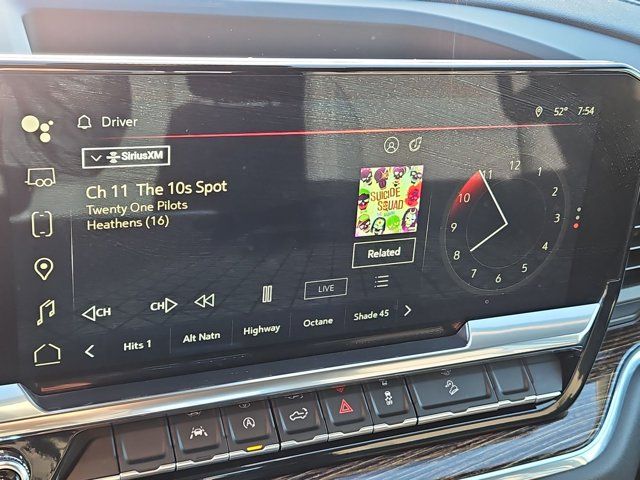 Driver
52° 7:54
SiriusXM
Ch 11 The 10s Spot
Twenty One Pilots
Heathens (16)
SUICIDE SQUAD
Related
12
1
2
3
4
5
6
7
8
9
10
11
CH
CH
LIVE
Hits 1
Alt Natn
Highway
Octane
Shade 45